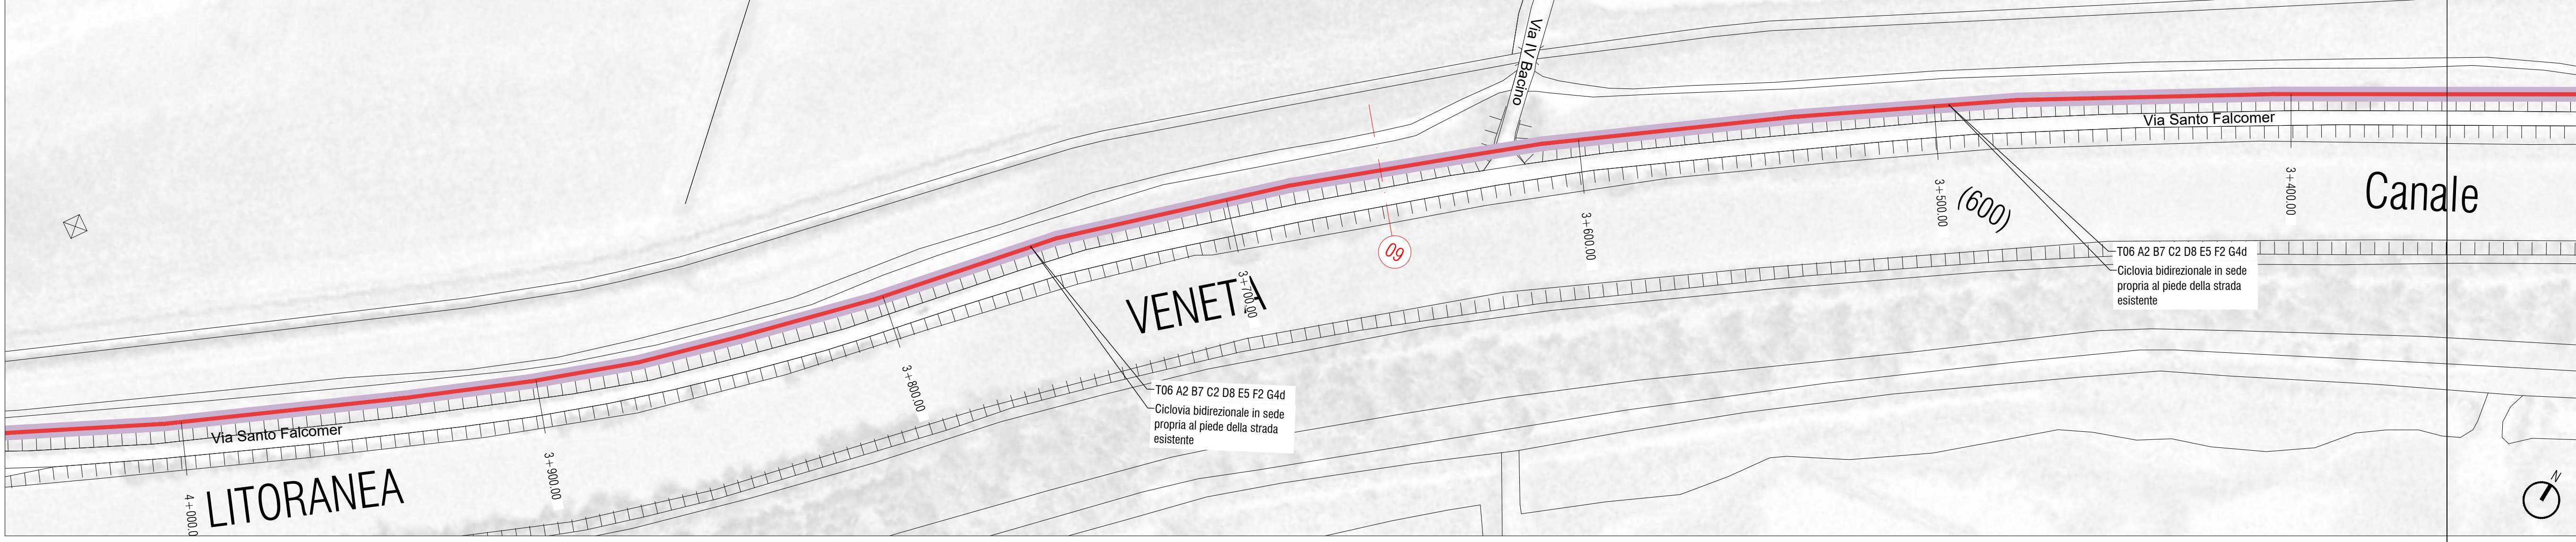 Via IV Bacino
Via Santo Falcomer
Canale
3+400.00
(600)
3+500.00
T06 A2 B7 C2 D8 E5 F2 G4d
Ciclovia bidirezionale in sede
propria al piede della strada
esistente
3+600.00
09
VENETA
3+700.00
3+800.00
T06 A2 B7 C2 D8 E5 F2 G4d
Ciclovia bidirezionale in sede
propria al piede della strada
esistente
Via Santo Falcomer
3+900.00
LITORANEA
4+000.00
N